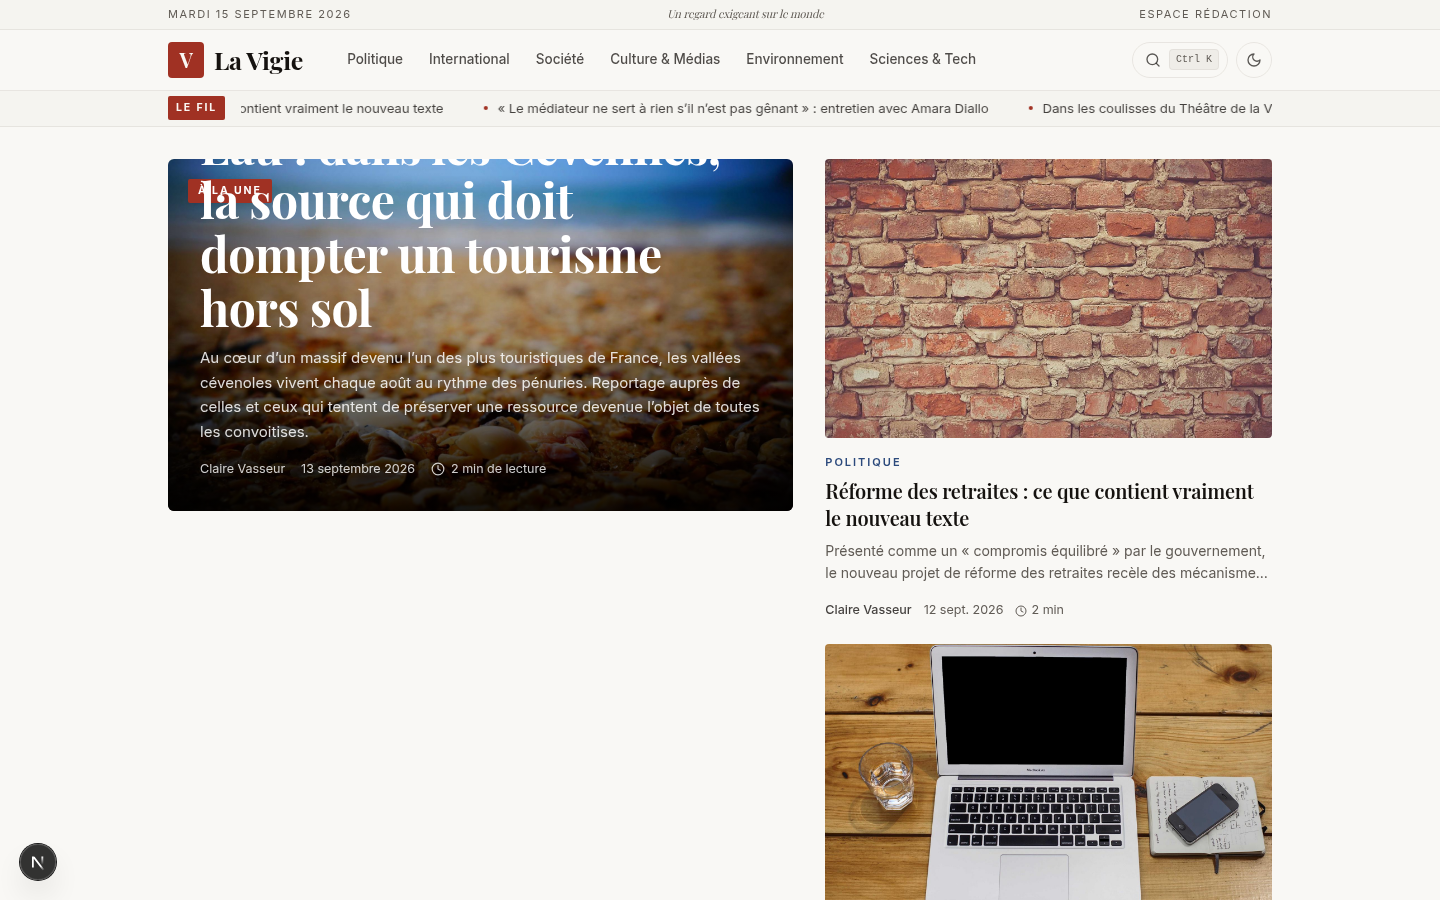 MARDI 15 SEPTEMBRE 2026
Un regard exigeant sur le monde
ESPACE RÉDACTION
V La Vigie
Politique International Société Culture & Médias Environnement Sciences & Tech
Ctrl K
LE FIL
ontient vraiment le nouveau texte • « Le médiateur ne sert à rien s’il n’est pas gênant » : entretien avec Amara Diallo • Dans les coulisses du Théâtre de la V
À LA UNE
Eau : dans les Cévennes,
la source qui doit
dompter un tourisme
hors sol
Au cœur d’un massif devenu l’un des plus touristiques de France, les vallées
cévenoles vivent chaque août au rythme des pénuries. Reportage auprès de
celles et ceux qui tentent de préserver une ressource devenue l’objet de toutes
les convoitises.
Claire Vasseur 13 septembre 2026 2 min de lecture
POLITIQUE
Réforme des retraites : ce que contient vraiment
le nouveau texte
Présenté comme un « compromis équilibré » par le gouvernement,
le nouveau projet de réforme des retraites recèle des mécanisme...
Claire Vasseur 12 sept. 2026 2 min
N